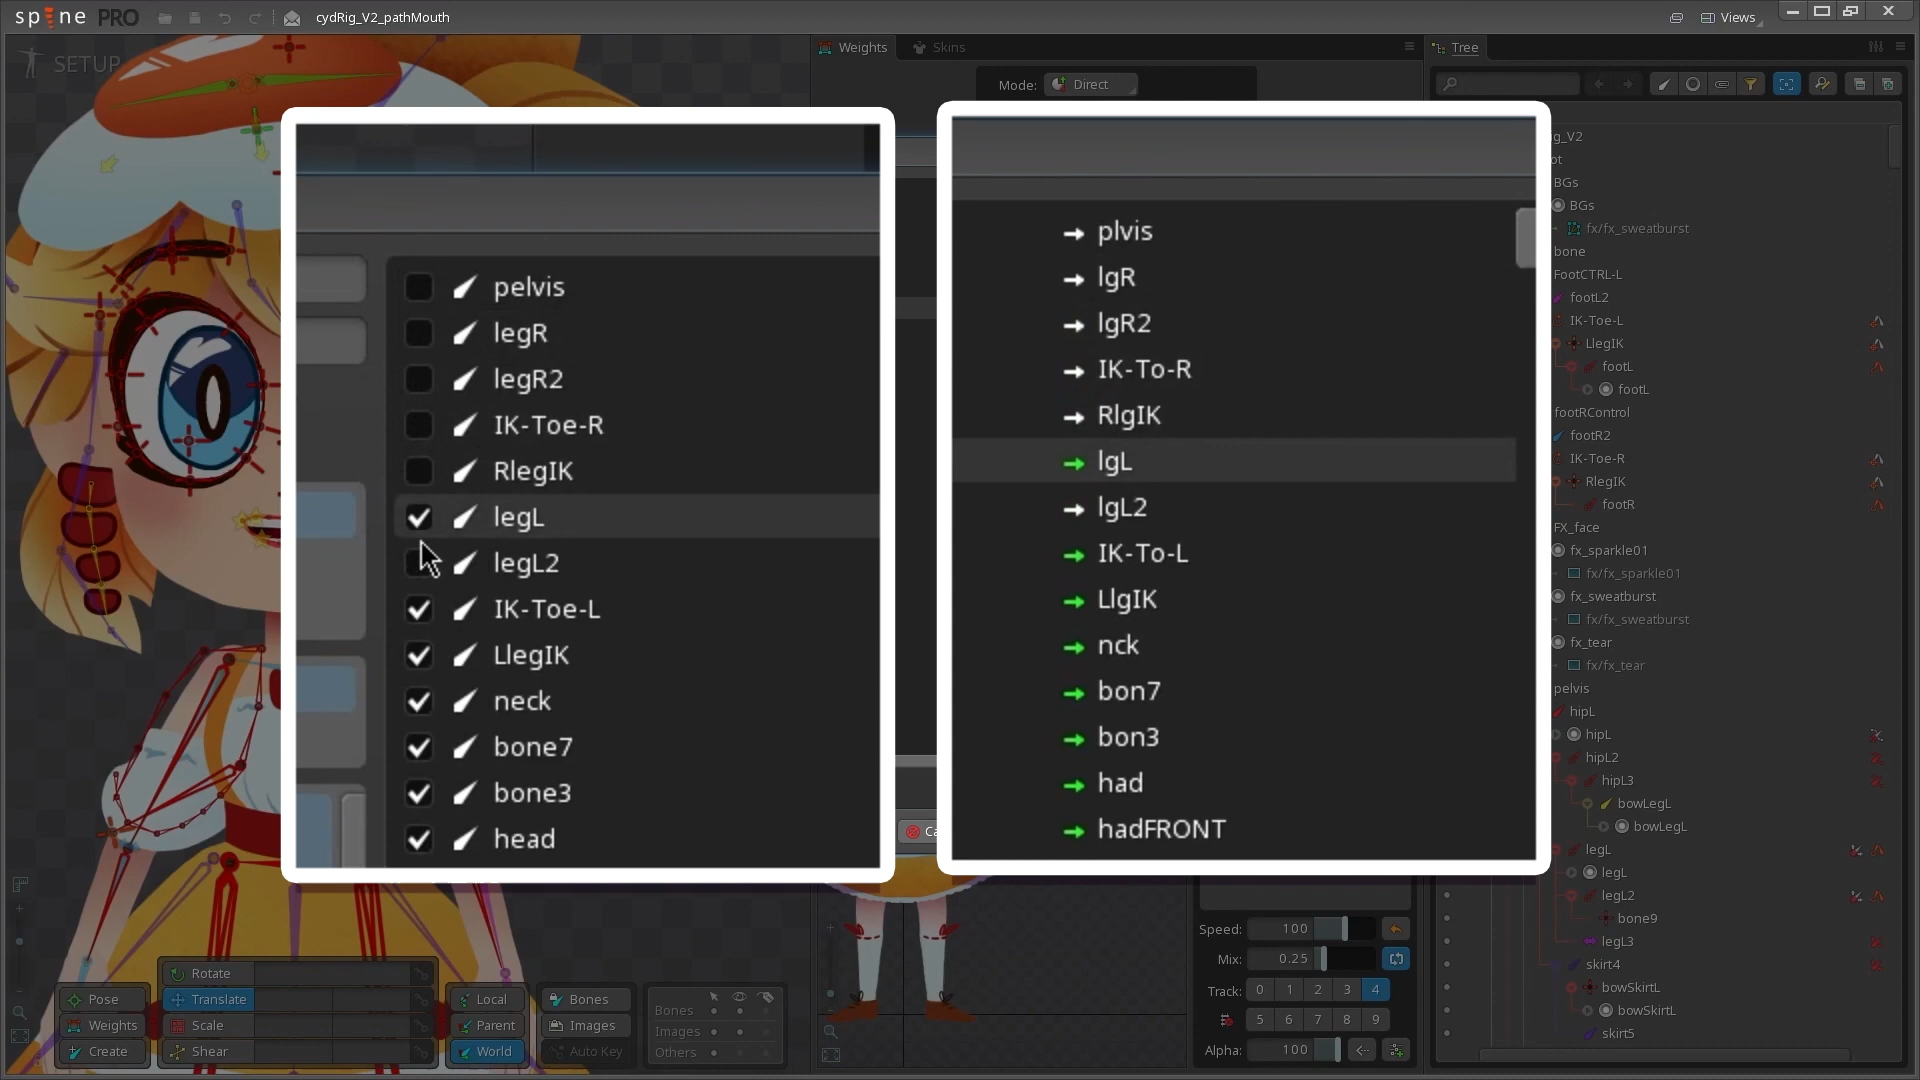 spine PRO
cydRig_V2_pathMouth
Views
SETUP
Weights
Skins
Tree
Mode:
Direct
pelvis
legR
legR2
IK-Toe-R
RlegIK
legL
legL2
IK-Toe-L
LlegIK
neck
bone7
bone3
head
plvis
lgR
lgR2
IK-To-R
RlgIK
lgL
lgL2
IK-To-L
LlgIK
nck
bon7
bon3
had
hadFRONT
ig_V2
ot
BGs
BGs
fx/fx_sweatburst
bone
FootCTRL-L
footL2
IK-Toe-L
LlegIK
footL
footL
footRControl
footR2
IK-Toe-R
RlegIK
footR
FX_face
fx_sparkle01
fx/fx_sparkle01
fx_sweatburst
fx/fx_sweatburst
fx_tear
fx/fx_tear
pelvis
hipL
hipL
hipL2
hipL3
bowLegL
bowLegL
legL
legL
legL2
bone9
legL3
skirt4
bowSkirtL
bowSkirtL
skirt5
Ca
Pose
Weights
Create
Rotate
Translate
Scale
Shear
Local
Parent
World
Bones
Images
Auto Key
Bones
Images
Others
Speed:
100
Mix:
0.25
Track:
0 1 2 3 4
5 6 7 8 9
Alpha:
100